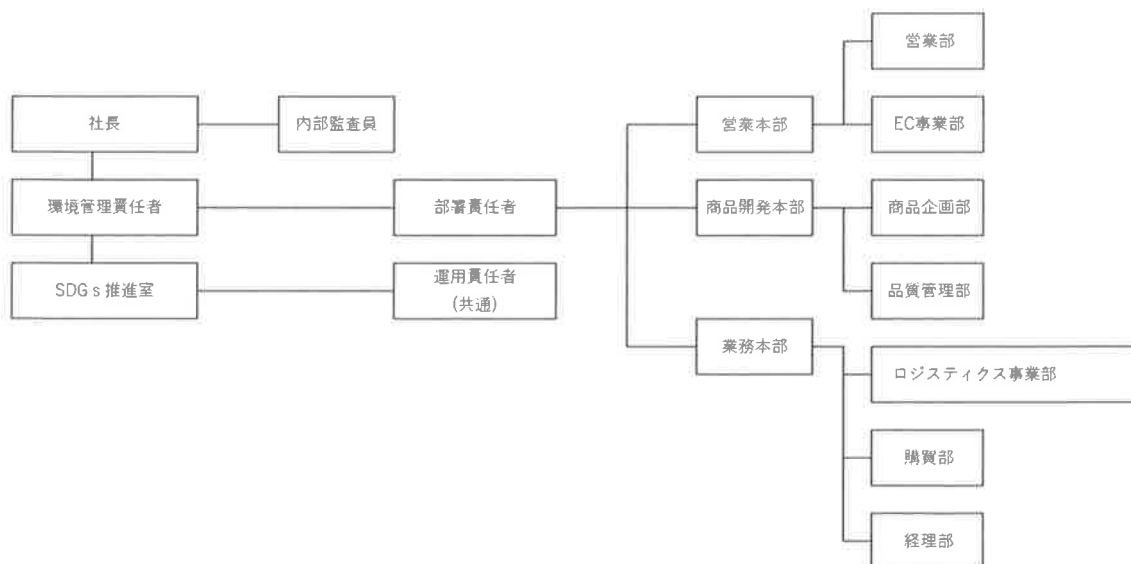 営業部
社長
内部監査員
営業本部
EC事業部
環境管理責任者
部署責任者
商品開発本部
商品企画部
SDGs推進室
運用責任者
(共通)
品質管理部
業務本部
ロジスティクス事業部
購買部
経理部